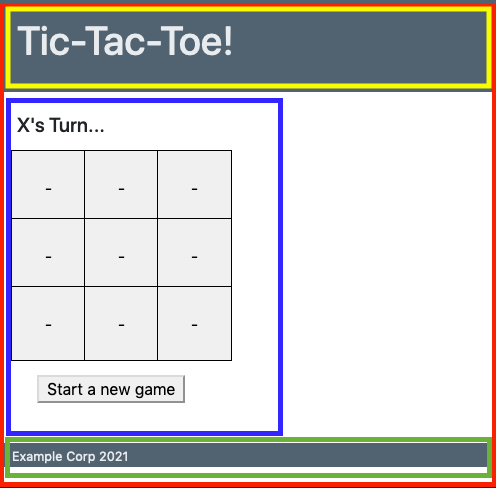 Tic-Tac-Toe!
X's Turn...
- - -
- - -
- - -
Start a new game
Example Corp 2021